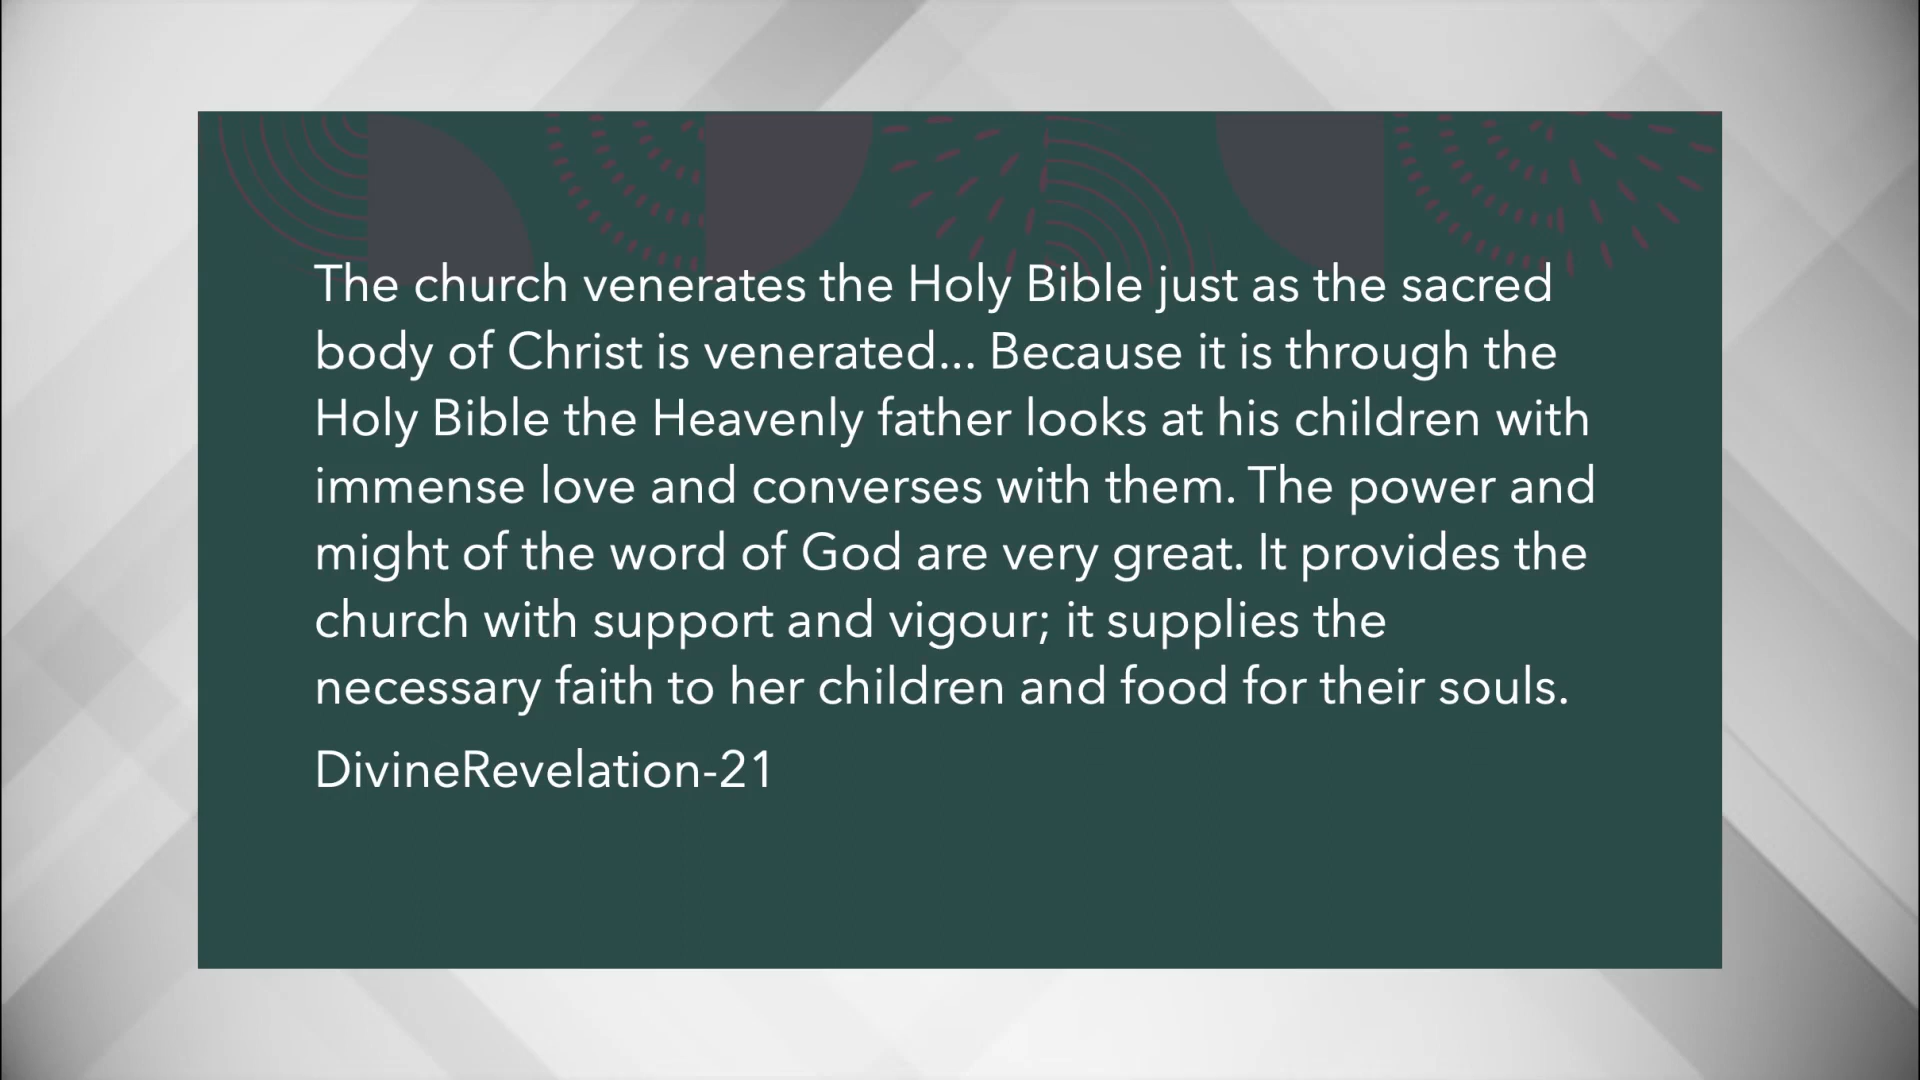 The church venerates the Holy Bible just as the sacred
body of Christ is venerated... Because it is through the
Holy Bible the Heavenly father looks at his children with
immense love and converses with them. The power and
might of the word of God are very great. It provides the
church with support and vigour; it supplies the
necessary faith to her children and food for their souls.
DivineRevelation-21